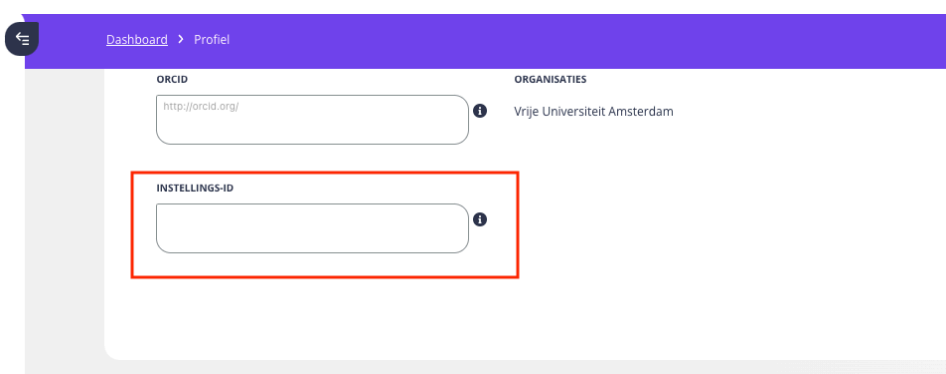 Dashboard > Profiel
ORCID
http://orcid.org/
ORGANISATIES
Vrije Universiteit Amsterdam
INSTELLINGS-ID